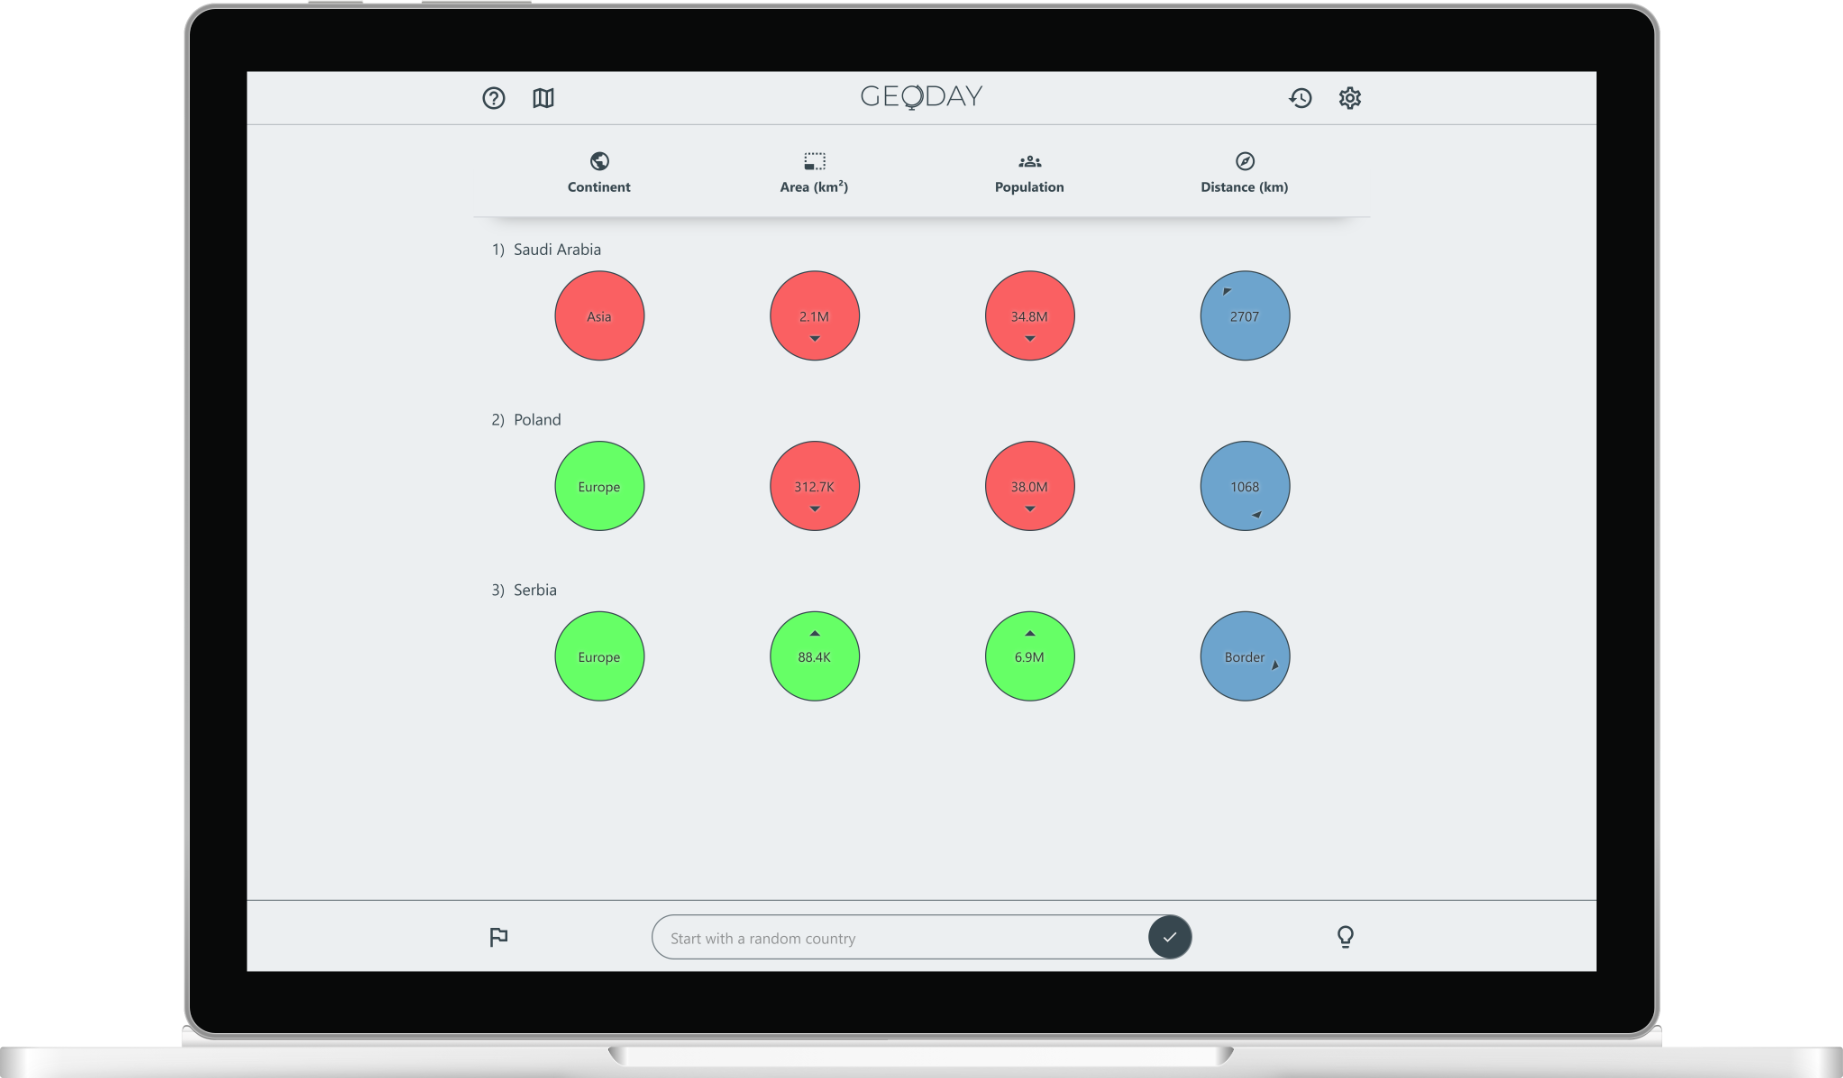 GEODAY
Continent
Area (km²)
Population
Distance (km)
1) Saudi Arabia
Asia
2.1M
34.8M
2707
2) Poland
Europe
312.7K
38.0M
1068
3) Serbia
Europe
88.4K
6.9M
Border
Start with a random country